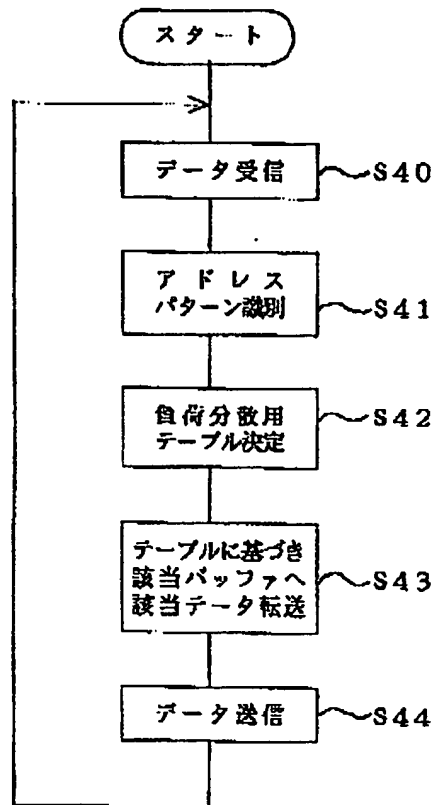 スタート
データ受信
S40
アドレス
パターン識別
S41
負荷分散用
テーブル決定
S42
テーブルに基づき
該当バッファへ
該当データ転送
S43
データ送信
S44